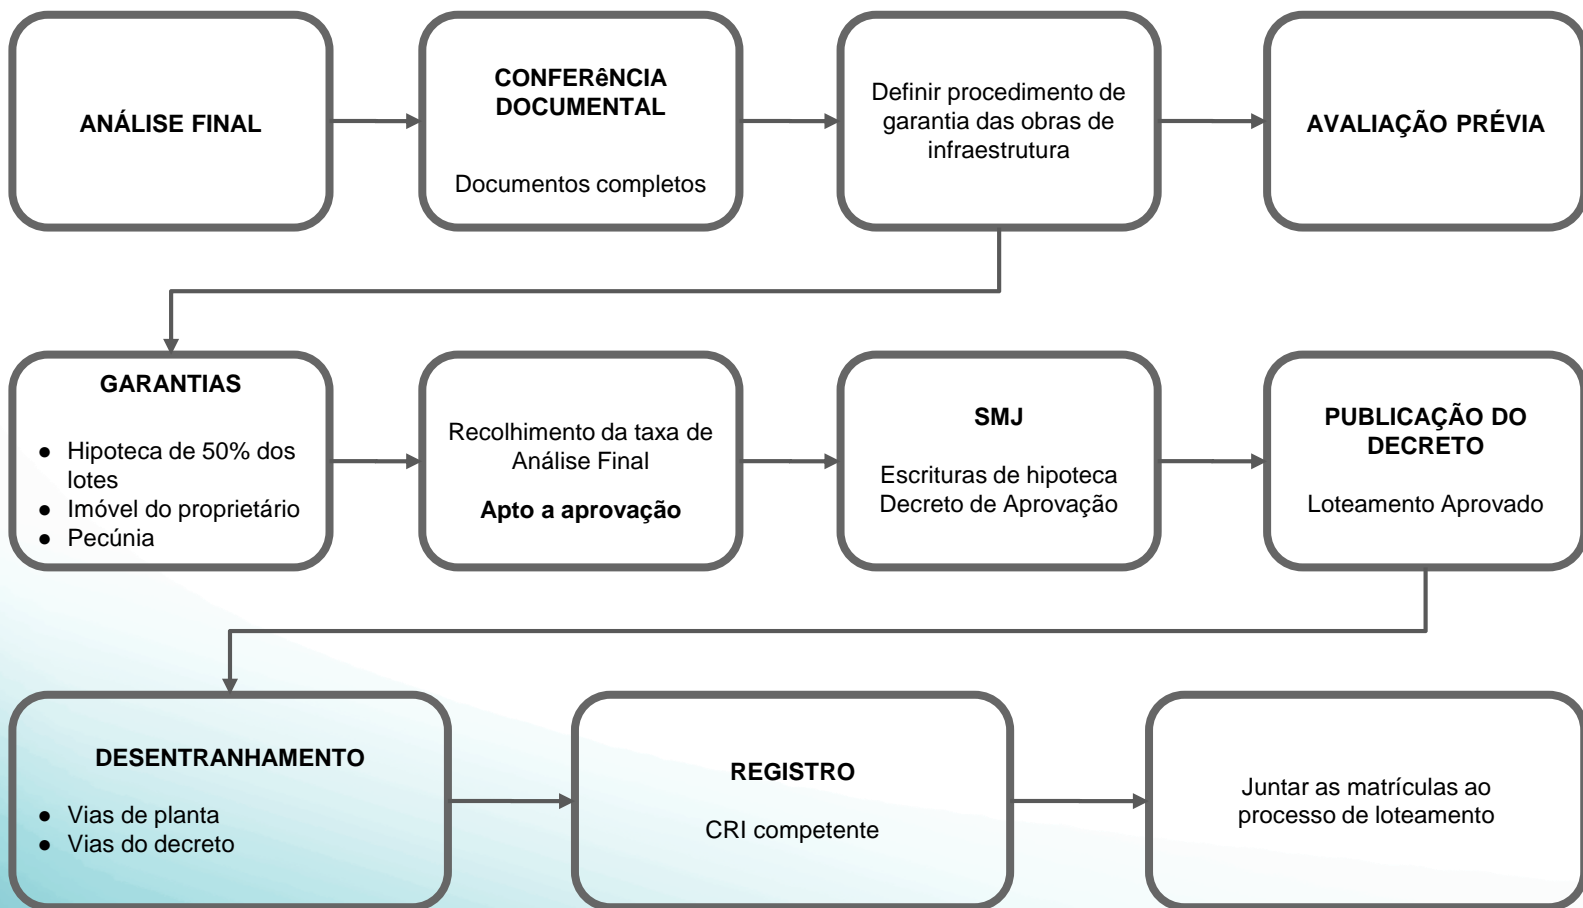 ANÁLISE FINAL
CONFERêNCIA
DOCUMENTAL
Documentos completos
Definir procedimento de
garantia das obras de
infraestrutura
AVALIAÇÃO PRÉVIA
GARANTIAS
● Hipoteca de 50% dos
lotes
● Imóvel do proprietário
● Pecúnia
Recolhimento da taxa de
Análise Final
Apto a aprovação
SMJ
Escrituras de hipoteca
Decreto de Aprovação
PUBLICAÇÃO DO
DECRETO
Loteamento Aprovado
DESENTRANHAMENTO
● Vias de planta
● Vias do decreto
REGISTRO
CRI competente
Juntar as matrículas ao
processo de loteamento